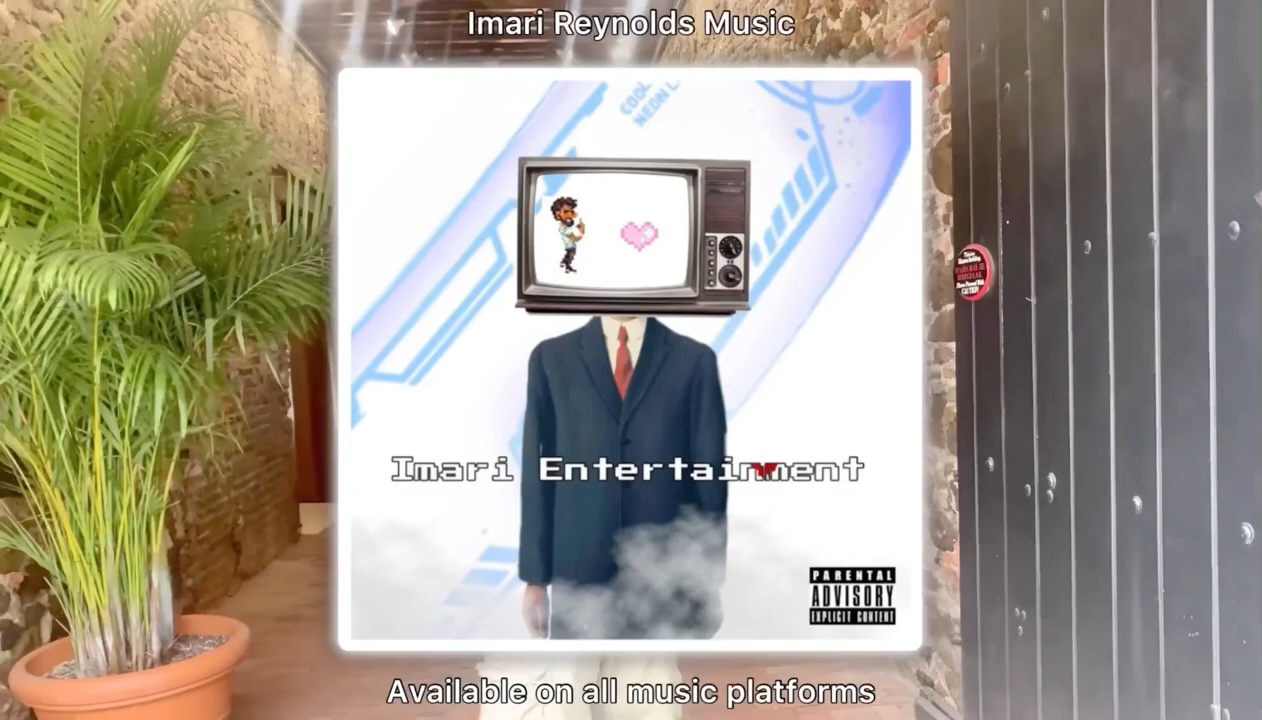 Imari Reynolds Music
COOL
NEON L
Imari Entertainment
PARENTAL
ADVISORY
EXPLICIT CONTENT
Available on all music platforms